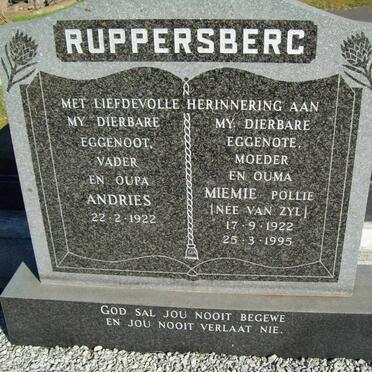 RUPPERSBERG
MET LIEFDEVOLLE HERINNERING AAN
MY DIERBARE
EGGENOOT,
VADER
EN OUPA
ANDRIES
22-2-1922
MY DIERBARE
EGGENOTE,
MOEDER
EN OUMA
MIEMIE POLLIE
[NÉE VAN ZYL]
17-9-1922
25-3-1995
GOD SAL JOU NOOIT BEGEWE
EN JOU NOOIT VERLAAT NIE.